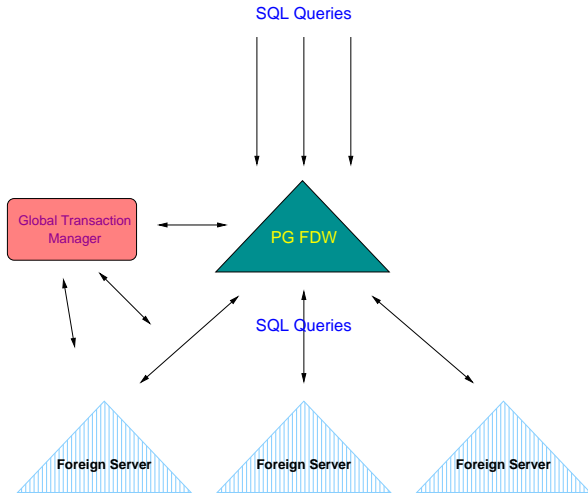 SQL Queries
Global Transaction
Manager
PG FDW
SQL Queries
Foreign Server
Foreign Server
Foreign Server